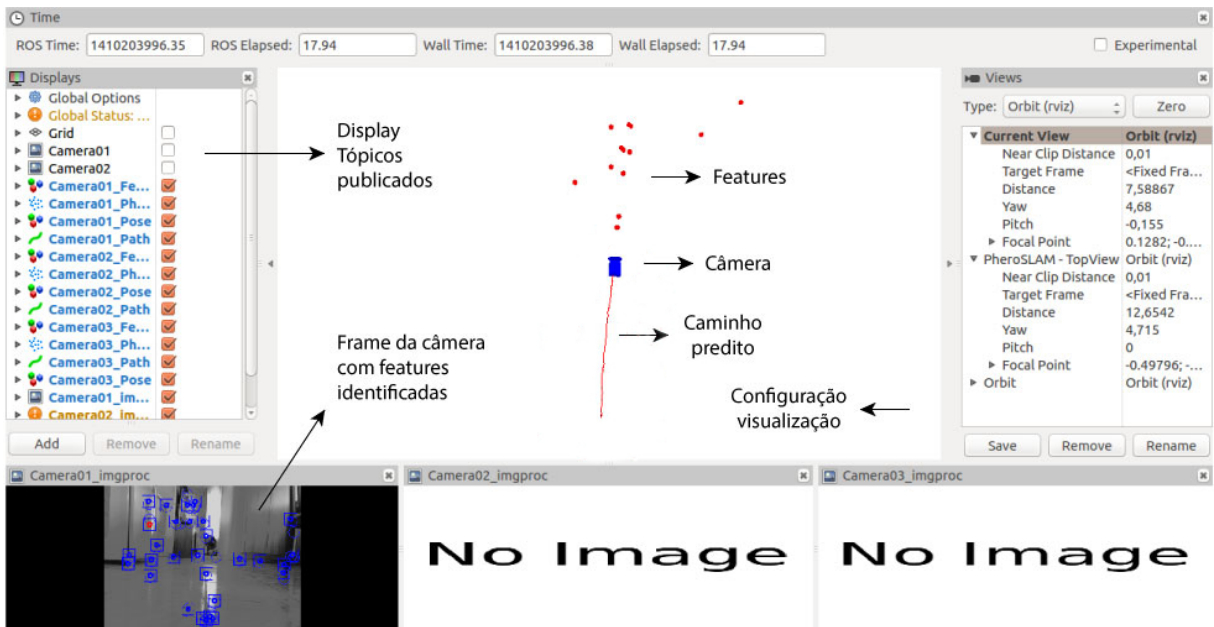 Time
ROS Time: 1410203996.35 ROS Elapsed: 17.94 Wall Time: 1410203996.38 Wall Elapsed: 17.94 Experimental
Displays
Global Options
Global Status: ...
Grid
Camera01
Camera02
Camera01_Fe...
Camera01_Ph...
Camera01_Pose
Camera01_Path
Camera02_Fe...
Camera02_Ph...
Camera02_Pose
Camera02_Path
Camera03_Fe...
Camera03_Ph...
Camera03_Path
Camera03_Pose
Camera01_im...
Camera02_im...
Add Remove Rename
Display
Tópicos
publicados
Features
Câmera
Caminho
predito
Frame da câmera
com features
identificadas
Configuração
visualização
Views
Type: Orbit (rviz) Zero
Current View Orbit (rviz)
Near Clip Distance 0,01
Target Frame <Fixed Fra...
Distance 7,58867
Yaw 4,68
Pitch -0,155
Focal Point 0.1282; -0....
PheroSLAM - TopView Orbit (rviz)
Near Clip Distance 0,01
Target Frame <Fixed Fra...
Distance 12,6542
Yaw 4,715
Pitch 0
Focal Point -0.49796; -...
Orbit Orbit (rviz)
Save Remove Rename
Camera01_imgproc
Camera02_imgproc
No Image
Camera03_imgproc
No Image